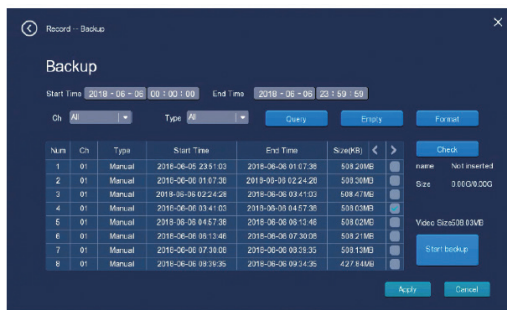 Record -- Backup
Backup
Start Time 2018 - 06 - 06 00 : 00 : 00 End Time 2018 - 06 - 06 23 : 59 : 59
Ch All Type All Query Empty Format
Num Ch Type Start Time End Time Size(KB) < > Check
1 01 Manual 2018-06-05 23:51:03 2018-06-06 01:07:38 508.20MB name Not inserted
2 01 Manual 2018-06-06 01:07:38 2018-06-06 02:24:28 508.30MB Size 0.00G/0.00G
3 01 Manual 2018-06-06 02:24:28 2018-06-06 03:41:03 508.47MB
4 01 Manual 2018-06-06 03:41:03 2018-06-06 04:57:38 508.03MB
5 01 Manual 2018-06-06 04:57:38 2018-06-06 06:13:46 508.02MB Video Size508.03MB
6 01 Manual 2018-06-06 06:13:46 2018-06-06 07:30:08 508.21MB
7 01 Manual 2018-06-06 07:30:08 2018-06-06 08:39:35 508.13MB Start backup
8 01 Manual 2018-06-06 08:39:35 2018-06-06 09:34:35 427.64MB
Apply Cancel